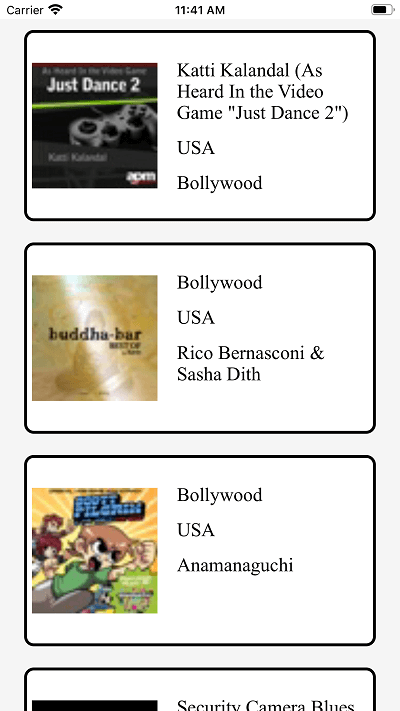 Carrier
11:41 AM
As Heard In the Video Game
Just Dance 2
Katti Kalandal
apm
Katti Kalandal (As
Heard In the Video
Game "Just Dance 2")
USA
Bollywood
buddha-bar
BEST OF
Bollywood
USA
Rico Bernasconi &
Sasha Dith
SCOTT
PILGRIM
Bollywood
USA
Anamanaguchi
Security Camera Blues